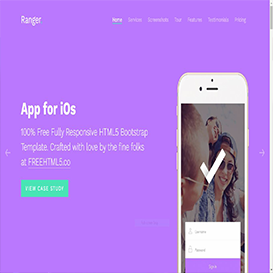 Ranger
Home Services Screenshots Tour Features Testimonials Pricing
App for iOs
100% Free Fully Responsive HTML5 Bootstrap
Template. Crafted with love by the fine folks
at FREEHTML5.co
VIEW CASE STUDY
Username
Password